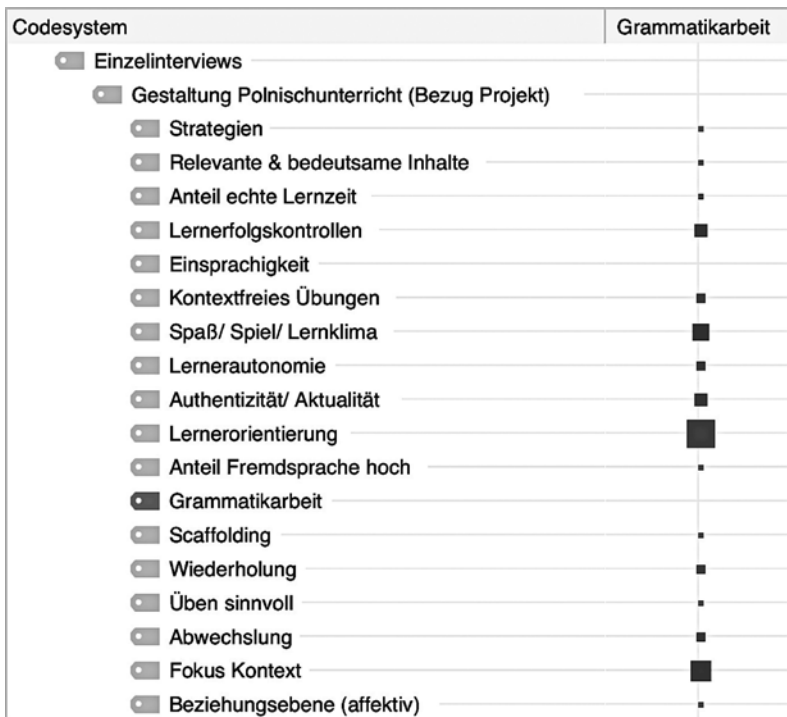 Codesystem Grammatikarbeit
Einzelinterviews
Gestaltung Polnischunterricht (Bezug Projekt)
Strategien
Relevante & bedeutsame Inhalte
Anteil echte Lernzeit
Lernerfolgskontrollen
Einsprachigkeit
Kontextfreies Übungen
Spaß/ Spiel/ Lernklima
Lernerautonomie
Authentizität/ Aktualität
Lernerorientierung
Anteil Fremdsprache hoch
Grammatikarbeit
Scaffolding
Wiederholung
Üben sinnvoll
Abwechslung
Fokus Kontext
Beziehungsebene (affektiv)